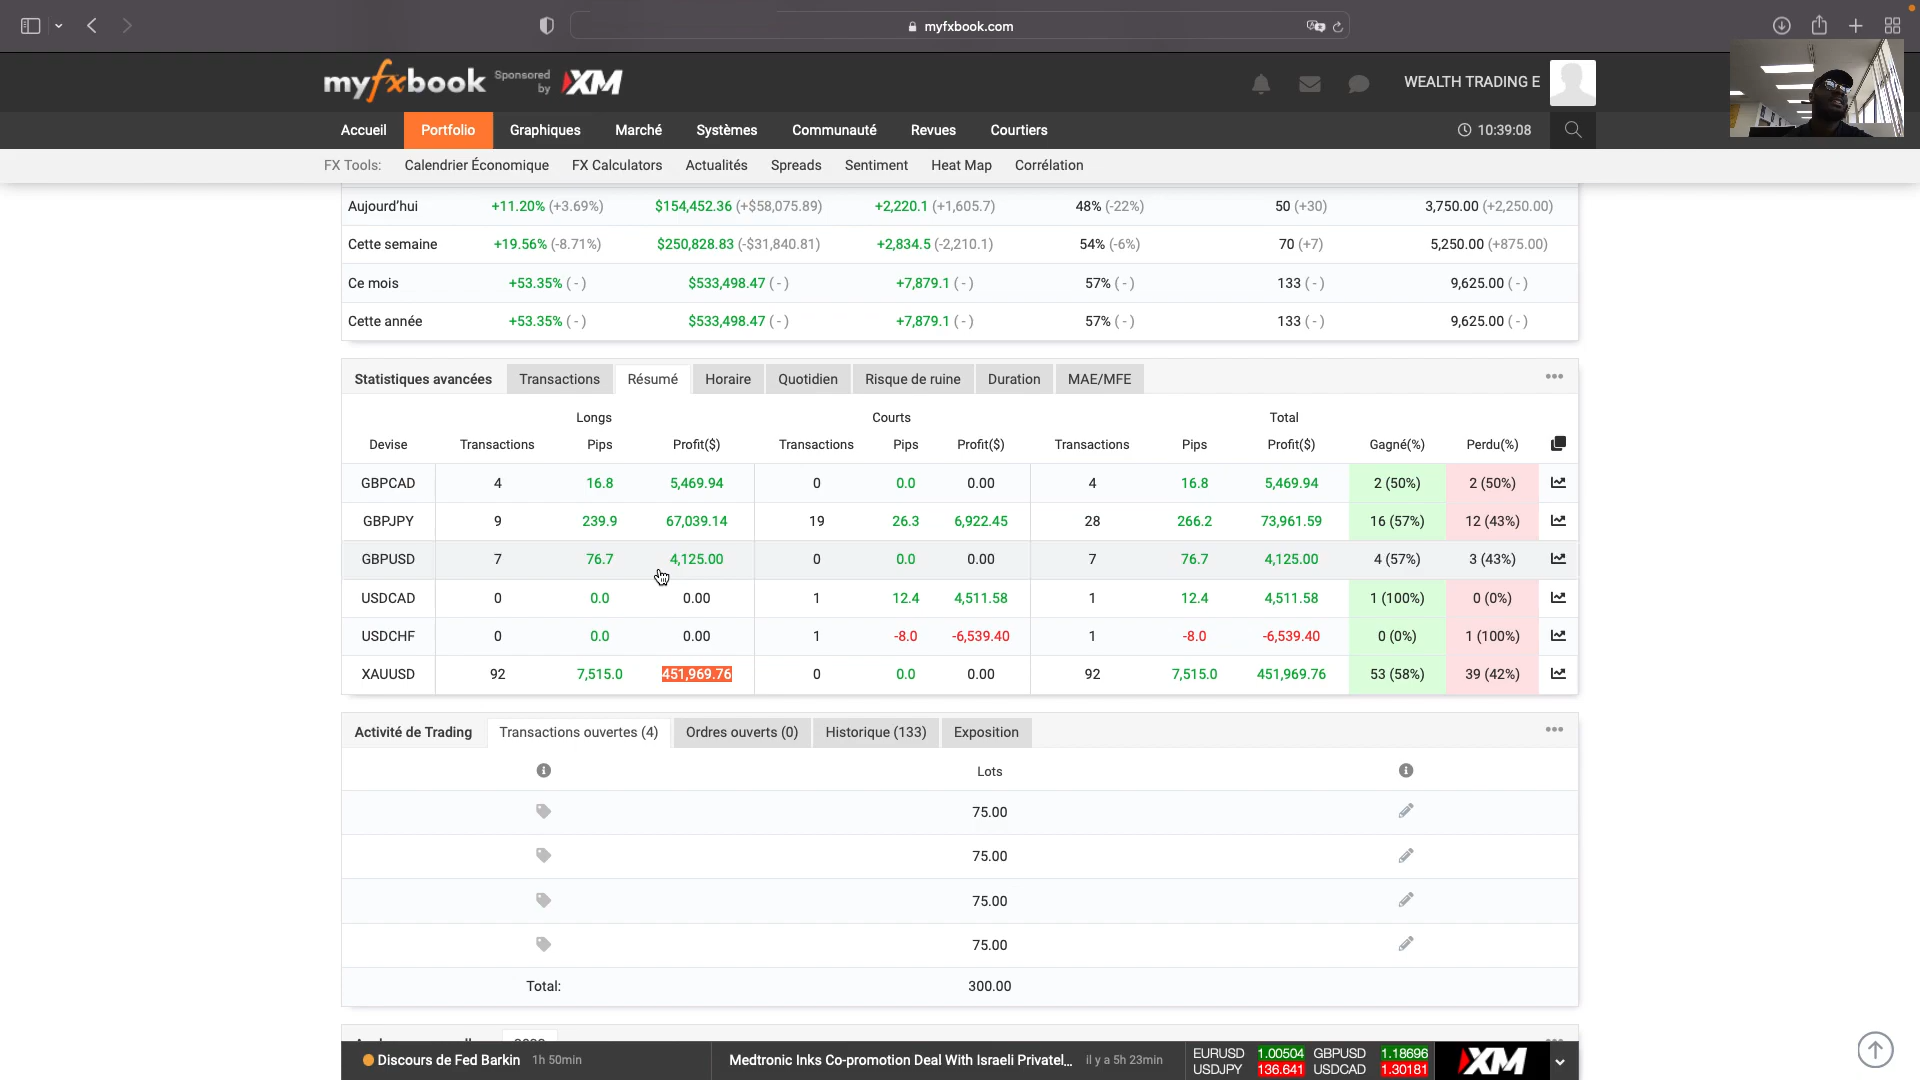 myfxbook.com
myfxbook Sponsored by XM
WEALTH TRADING E
Accueil Portfolio Graphiques Marché Systèmes Communauté Revues Courtiers 10:39:08
FX Tools: Calendrier Économique FX Calculators Actualités Spreads Sentiment Heat Map Corrélation
Aujourd'hui +11.20% (+3.69%) $154,452.36 (+$58,075.89) +2,220.1 (+1,605.7) 48% (-22%) 50 (+30) 3,750.00 (+2,250.00)
Cette semaine +19.56% (-8.71%) $250,828.83 (-$31,840.81) +2,834.5 (-2,210.1) 54% (-6%) 70 (+7) 5,250.00 (+875.00)
Ce mois +53.35% ( - ) $533,498.47 ( - ) +7,879.1 ( - ) 57% ( - ) 133 ( - ) 9,625.00 ( - )
Cette année +53.35% ( - ) $533,498.47 ( - ) +7,879.1 ( - ) 57% ( - ) 133 ( - ) 9,625.00 ( - )
Statistiques avancées Transactions Résumé Horaire Quotidien Risque de ruine Duration MAE/MFE
Longs Courts Total
Devise Transactions Pips Profit($) Transactions Pips Profit($) Transactions Pips Profit($) Gagné(%) Perdu(%)
GBPCAD 4 16.8 5,469.94 0 0.0 0.00 4 16.8 5,469.94 2 (50%) 2 (50%)
GBPJPY 9 239.9 67,039.14 19 26.3 6,922.45 28 266.2 73,961.59 16 (57%) 12 (43%)
GBPUSD 7 76.7 4,125.00 0 0.0 0.00 7 76.7 4,125.00 4 (57%) 3 (43%)
USDCAD 0 0.0 0.00 1 12.4 4,511.58 1 12.4 4,511.58 1 (100%) 0 (0%)
USDCHF 0 0.0 0.00 1 -8.0 -6,539.40 1 -8.0 -6,539.40 0 (0%) 1 (100%)
XAUUSD 92 7,515.0 451,969.76 0 0.0 0.00 92 7,515.0 451,969.76 53 (58%) 39 (42%)
Activité de Trading Transactions ouvertes (4) Ordres ouverts (0) Historique (133) Exposition
Lots
75.00
75.00
75.00
75.00
Total: 300.00
Discours de Fed Barkin 1h 50min Medtronic Inks Co-promotion Deal With Israeli Privatel... il y a 5h 23min EURUSD 1.00504 GBPUSD 1.18696 XM
USDJPY 136.641 USDCAD 1.30181